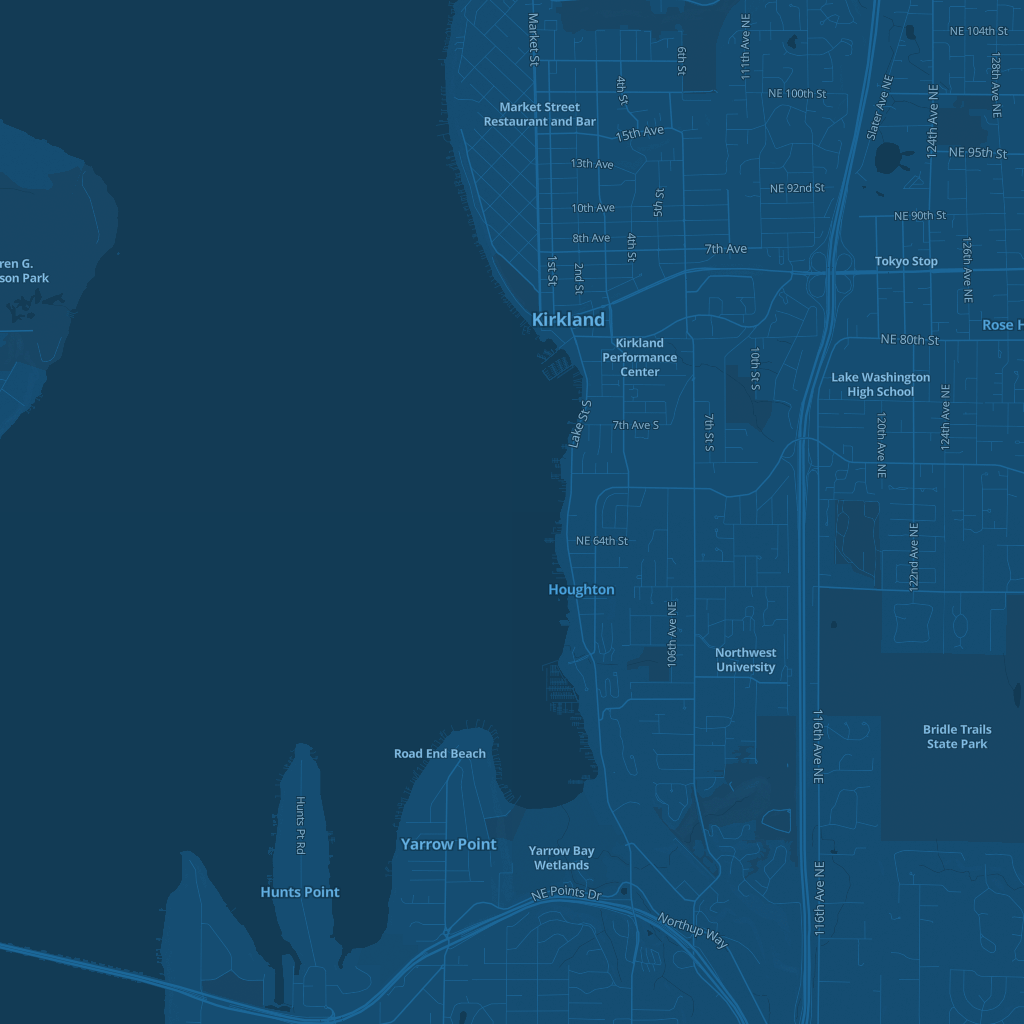 Market St
6th St
111th Ave NE
NE 104th St
128th Ave NE
4th St
NE 100th St
Slater Ave NE
124th Ave NE
Market Street
Restaurant and Bar
15th Ave
NE 95th St
13th Ave
NE 92nd St
5th St
10th Ave
NE 90th St
8th Ave
4th St
7th Ave
126th Ave NE
ren G.
son Park
1st St
2nd St
Tokyo Stop
Kirkland
Rose H
NE 80th St
Kirkland
Performance
Center
10th St S
Lake Washington
High School
Lake St S
7th Ave S
7th St S
120th Ave NE
124th Ave NE
NE 64th St
122nd Ave NE
Houghton
106th Ave NE
Northwest
University
116th Ave NE
Bridle Trails
State Park
Road End Beach
Hunts Pt Rd
Yarrow Point
Yarrow Bay
Wetlands
Hunts Point
NE Points Dr
116th Ave NE
Northup Way